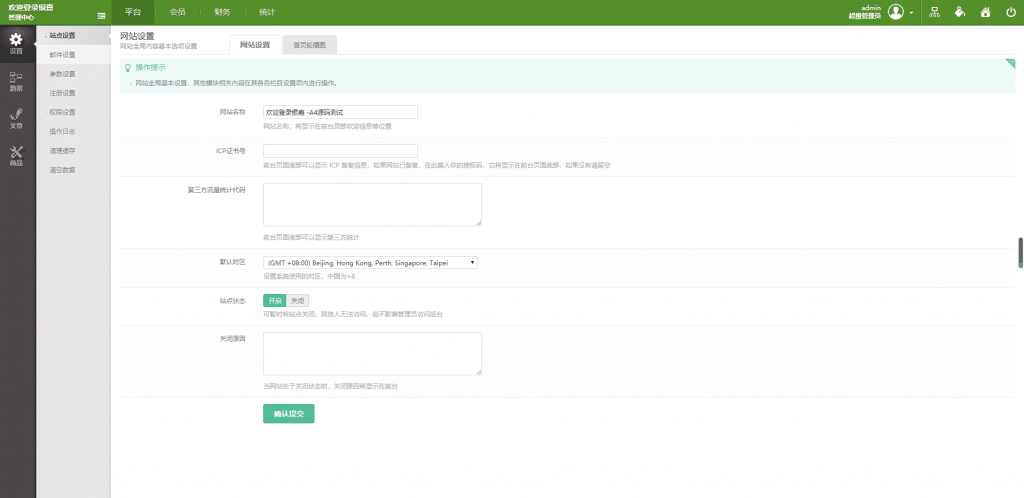 欢迎登录银嘉
管理中心
平台
会员
财务
统计
admin
超级管理员
设置
数据
文章
商品
站点设置
邮件设置
参数设置
注册设置
权限设置
操作日志
清理缓存
清空数据
网站设置
网站全局内容基本选项设置
网站设置
首页轮播图
操作提示
网站全局基本设置，其他模块相关内容在其各自栏目设置项内进行操作。
网站名称
欢迎登录银嘉 -A4源码测试
网站名称，将显示在前台顶部欢迎信息等位置
ICP证书号
前台页面底部可以显示 ICP 备案信息，如果网站已备案，在此输入你的授权码，它将显示在前台页面底部，如果没有请留空
第三方流量统计代码
前台页面底部可以显示第三方统计
默认时区
(GMT +08:00) Beijing, Hong Kong, Perth, Singapore, Taipei
设置系统使用的时区，中国为+8
站点状态
开启
关闭
可暂时将站点关闭，其他人无法访问，但不影响管理员访问后台
关闭原因
当网站处于关闭状态时，关闭原因将显示在前台
确认提交